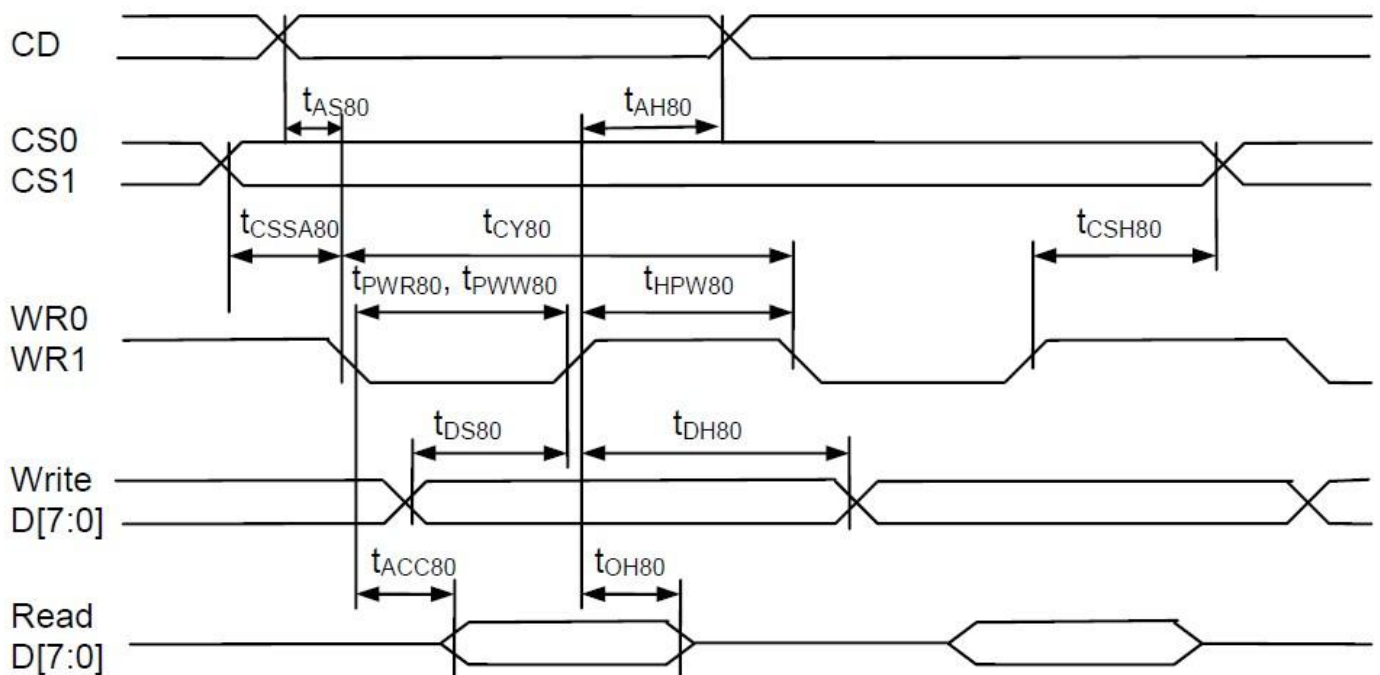 CD
tAS80 tAH80
CS0
CS1
tCSSA80 tCY80 tCSH80
tPWR80, tPWW80 tHPW80
WR0
WR1
tDS80 tDH80
Write
D[7:0]
tACC80 tOH80
Read
D[7:0]